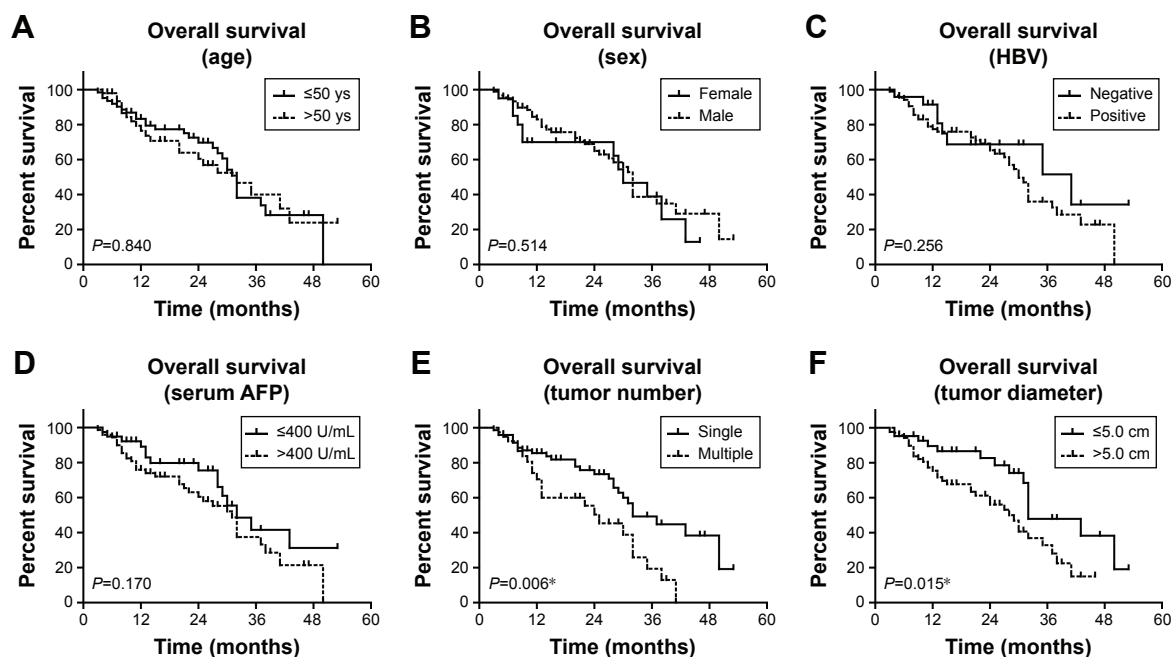 A
Overall survival
(age)
Percent survival
100
80
60
40
20
0
≤50 ys
>50 ys
P=0.840
0 12 24 36 48 60
Time (months)
B
Overall survival
(sex)
Percent survival
100
80
60
40
20
0
Female
Male
P=0.514
0 12 24 36 48 60
Time (months)
C
Overall survival
(HBV)
Percent survival
100
80
60
40
20
0
Negative
Positive
P=0.256
0 12 24 36 48 60
Time (months)
D
Overall survival
(serum AFP)
Percent survival
100
80
60
40
20
0
≤400 U/mL
>400 U/mL
P=0.170
0 12 24 36 48 60
Time (months)
E
Overall survival
(tumor number)
Percent survival
100
80
60
40
20
0
Single
Multiple
P=0.006*
0 12 24 36 48 60
Time (months)
F
Overall survival
(tumor diameter)
Percent survival
100
80
60
40
20
0
≤5.0 cm
>5.0 cm
P=0.015*
0 12 24 36 48 60
Time (months)